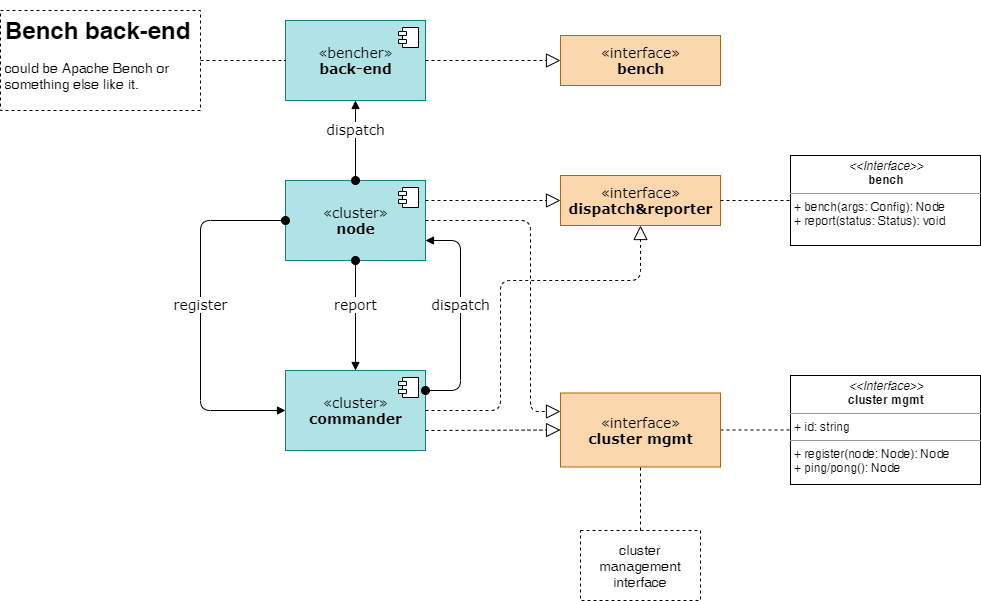 Bench back-end
could be Apache Bench or
something else like it.
«bencher»
back-end
«interface»
bench
dispatch
«cluster»
node
«interface»
dispatch&reporter
<<Interface>>
bench
+ bench(args: Config): Node
+ report(status: Status): void
register
report
dispatch
«cluster»
commander
«interface»
cluster mgmt
<<Interface>>
cluster mgmt
+ id: string
+ register(node: Node): Node
+ ping/pong(): Node
cluster
management
interface